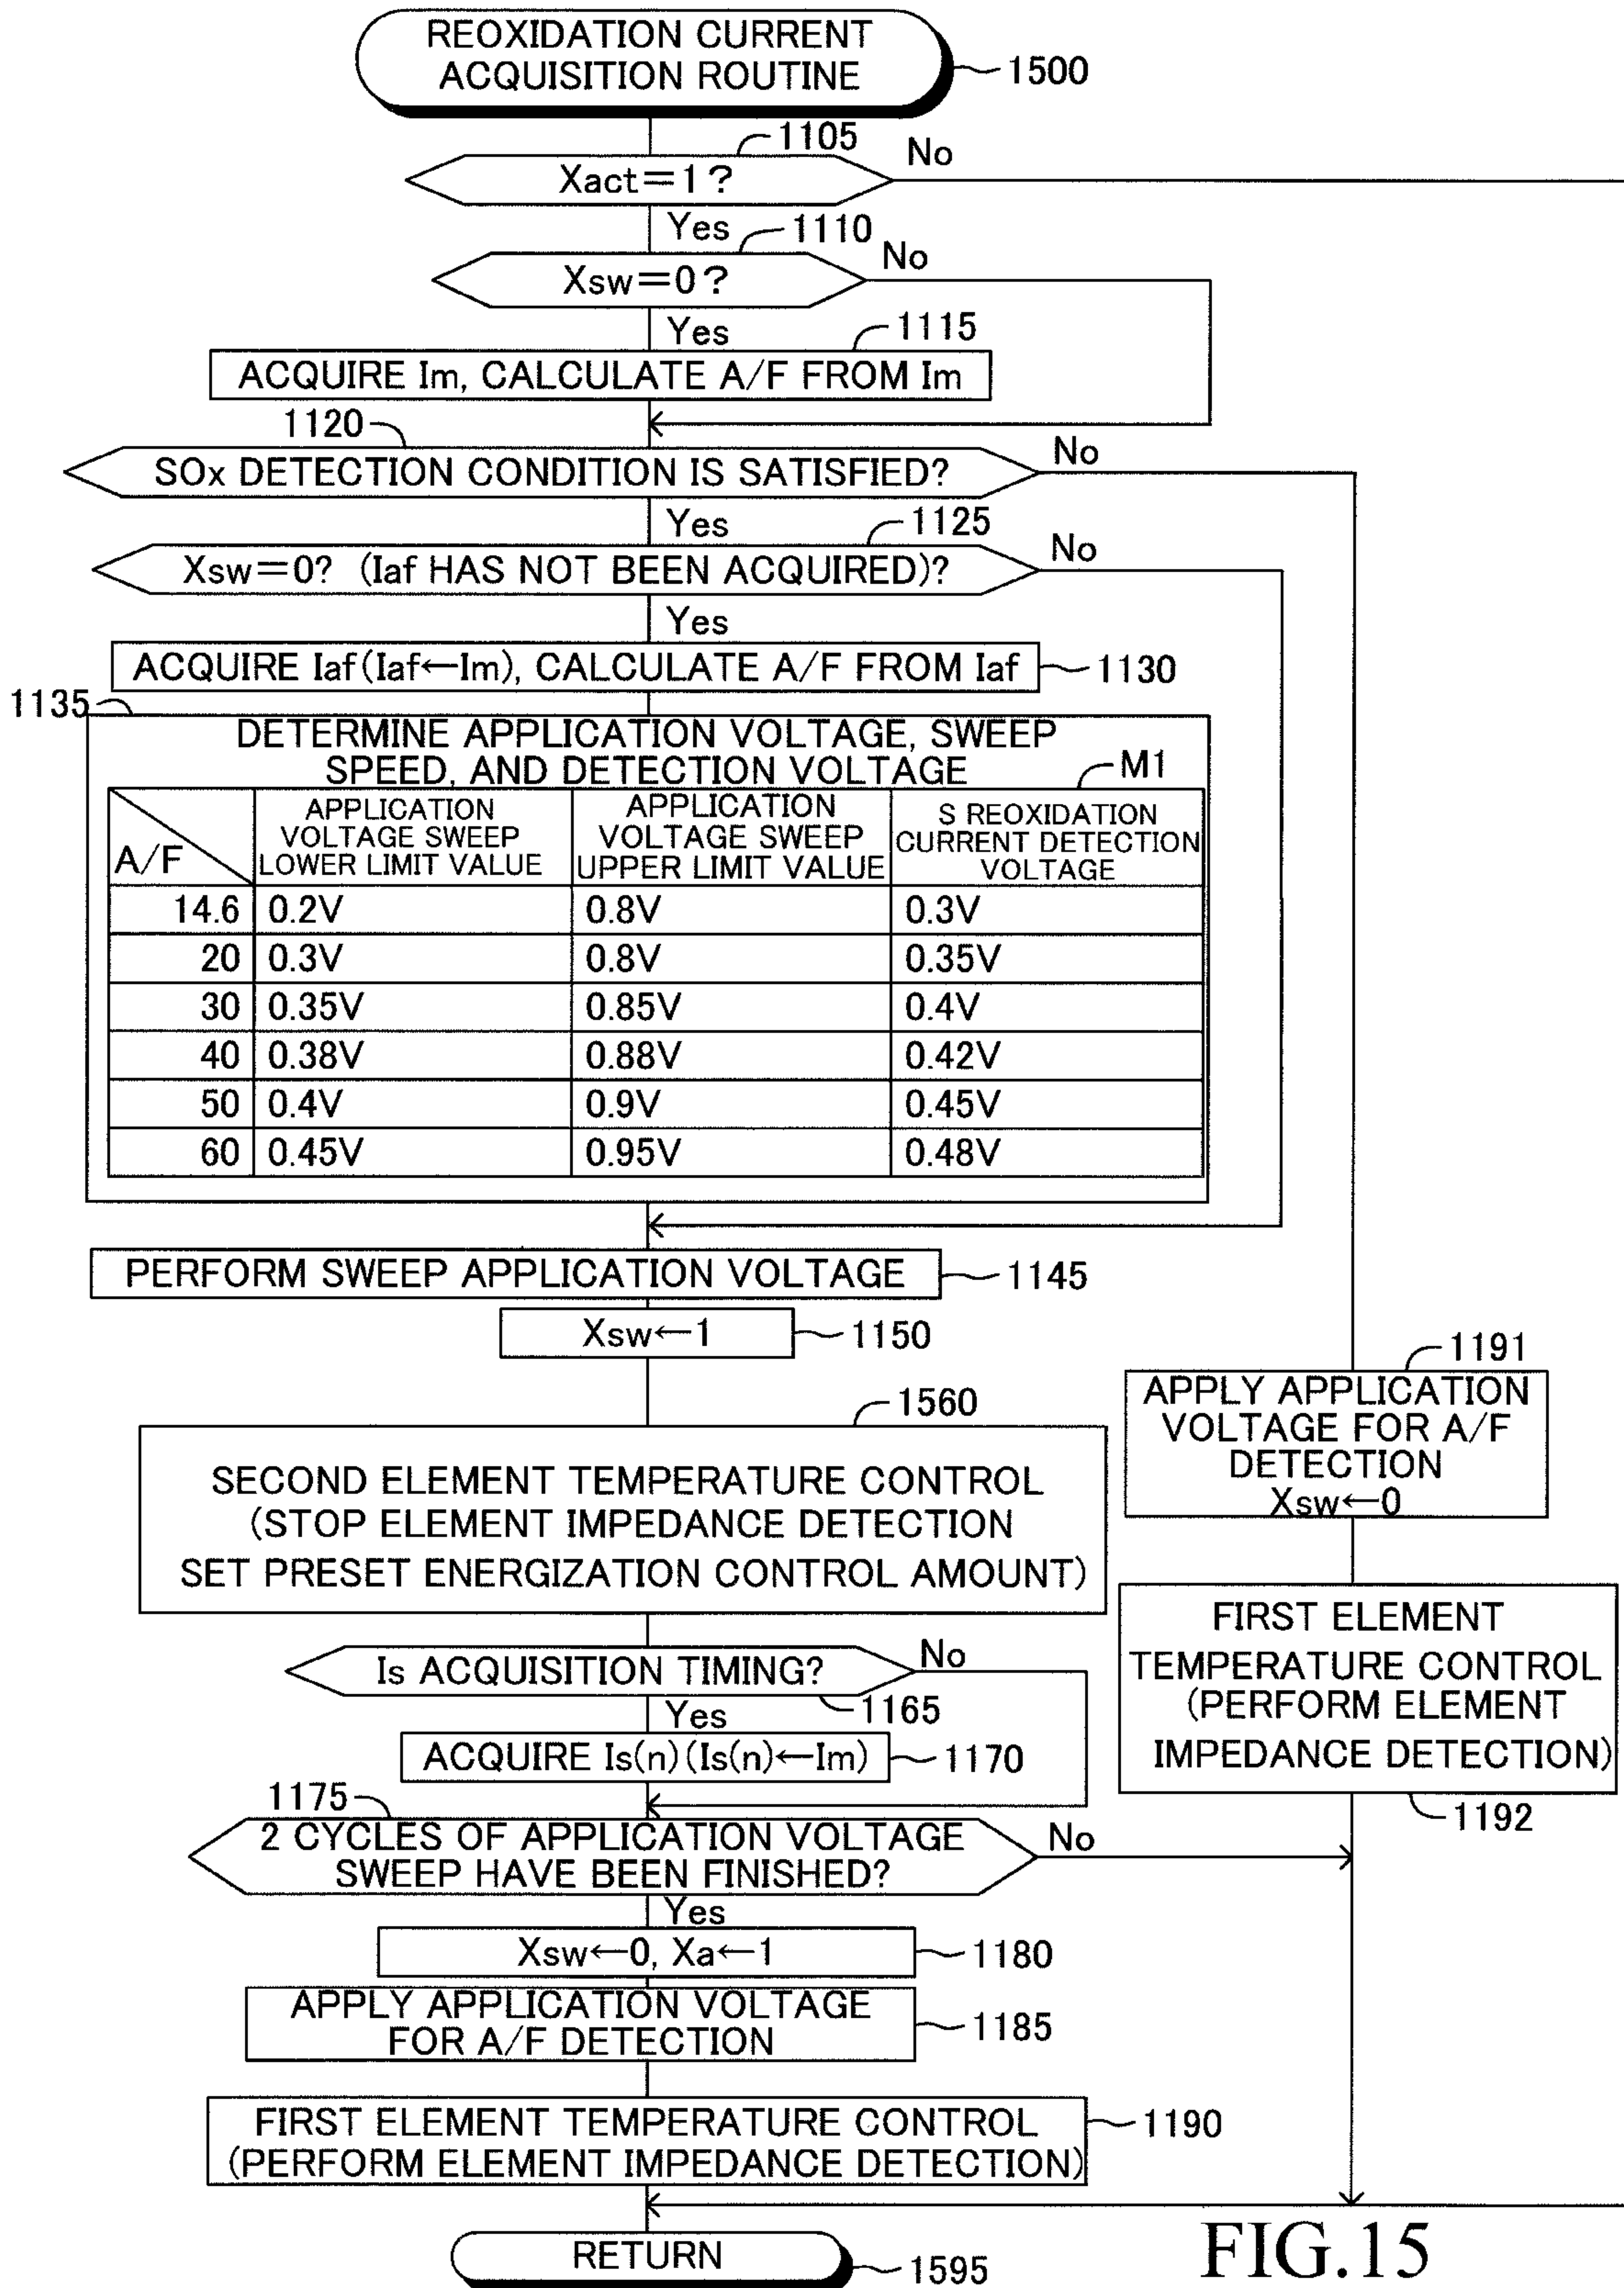 REOXIDATION CURRENT
ACQUISITION ROUTINE
1500
1105
Xact=1?
No
Yes
1110
Xsw=0?
No
Yes
1115
ACQUIRE Im, CALCULATE A/F FROM Im
1120
SOx DETECTION CONDITION IS SATISFIED?
No
Yes
1125
Xsw=0? (Iaf HAS NOT BEEN ACQUIRED)?
No
Yes
ACQUIRE Iaf(Iaf←Im), CALCULATE A/F FROM Iaf
1130
1135
DETERMINE APPLICATION VOLTAGE, SWEEP
SPEED, AND DETECTION VOLTAGE
M1
A/F
APPLICATION
VOLTAGE SWEEP
LOWER LIMIT VALUE
APPLICATION
VOLTAGE SWEEP
UPPER LIMIT VALUE
S REOXIDATION
CURRENT DETECTION
VOLTAGE
14.6 0.2V 0.8V 0.3V
20 0.3V 0.8V 0.35V
30 0.35V 0.85V 0.4V
40 0.38V 0.88V 0.42V
50 0.4V 0.9V 0.45V
60 0.45V 0.95V 0.48V
PERFORM SWEEP APPLICATION VOLTAGE
1145
Xsw←1
1150
1191
APPLY APPLICATION
VOLTAGE FOR A/F
DETECTION
Xsw←0
1560
SECOND ELEMENT TEMPERATURE CONTROL
(STOP ELEMENT IMPEDANCE DETECTION
SET PRESET ENERGIZATION CONTROL AMOUNT)
FIRST ELEMENT
TEMPERATURE CONTROL
(PERFORM ELEMENT
IMPEDANCE DETECTION)
1192
Is ACQUISITION TIMING?
No
1165
Yes
ACQUIRE Is(n)(Is(n)←Im)
1170
1175
2 CYCLES OF APPLICATION VOLTAGE
SWEEP HAVE BEEN FINISHED?
No
Yes
Xsw←0, Xa←1
1180
APPLY APPLICATION VOLTAGE
FOR A/F DETECTION
1185
FIRST ELEMENT TEMPERATURE CONTROL
(PERFORM ELEMENT IMPEDANCE DETECTION)
1190
RETURN
1595
FIG.15